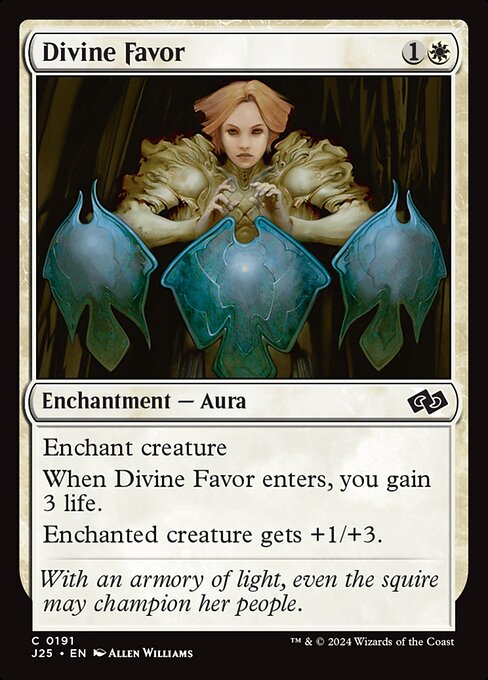 Divine Favor 1
Enchantment — Aura
Enchant creature
When Divine Favor enters, you gain
3 life.
Enchanted creature gets +1/+3.
With an armory of light, even the squire
may champion her people.
C 0191
J25 • EN Allen Williams
™ & © 2024 Wizards of the Coast